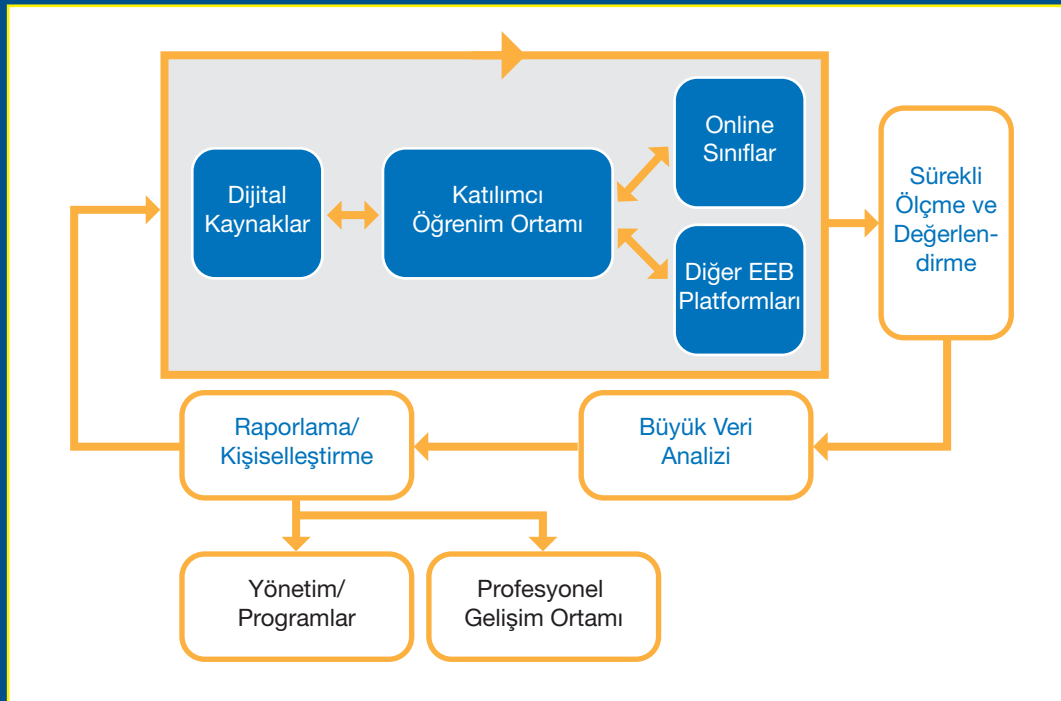 Dijital
Kaynaklar
Katılımcı
Öğrenim Ortamı
Online
Sınıflar
Diğer EEB
Platformları
Sürekli
Ölçme ve
Değerlen-
dirme
Büyük Veri
Analizi
Raporlama/
Kişiselleştirme
Yönetim/
Programlar
Profesyonel
Gelişim Ortamı